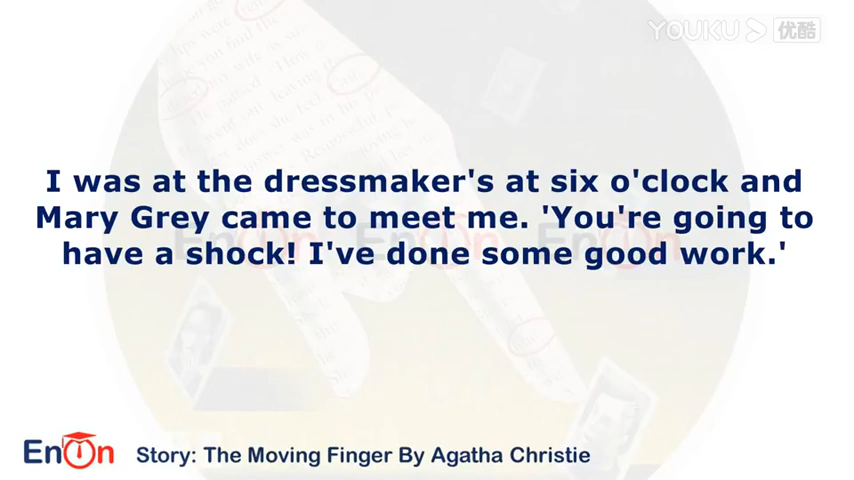 YOUKU 优酷
I was at the dressmaker's at six o'clock and
Mary Grey came to meet me. 'You're going to
have a shock! I've done some good work.'
EnOn
Story: The Moving Finger By Agatha Christie